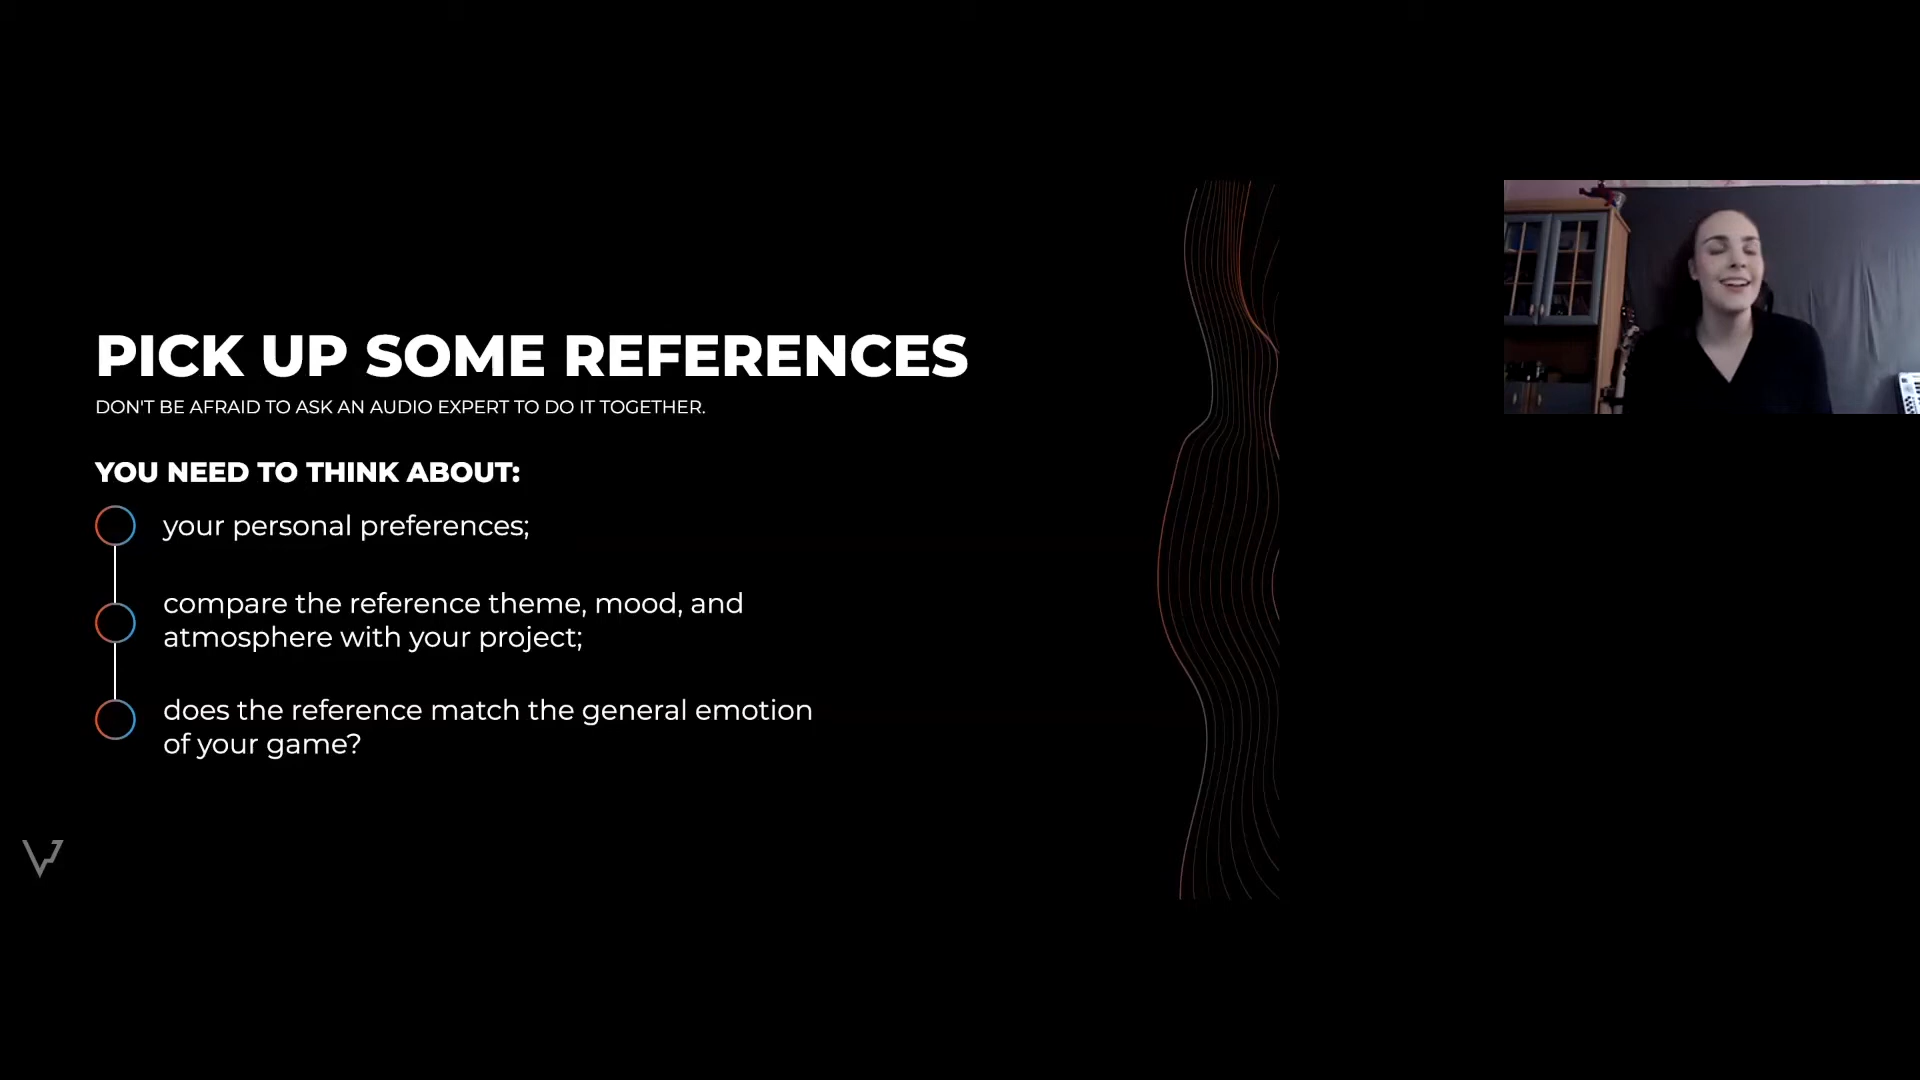 PICK UP SOME REFERENCES
DON'T BE AFRAID TO ASK AN AUDIO EXPERT TO DO IT TOGETHER.
YOU NEED TO THINK ABOUT:
your personal preferences;
compare the reference theme, mood, and
atmosphere with your project;
does the reference match the general emotion
of your game?